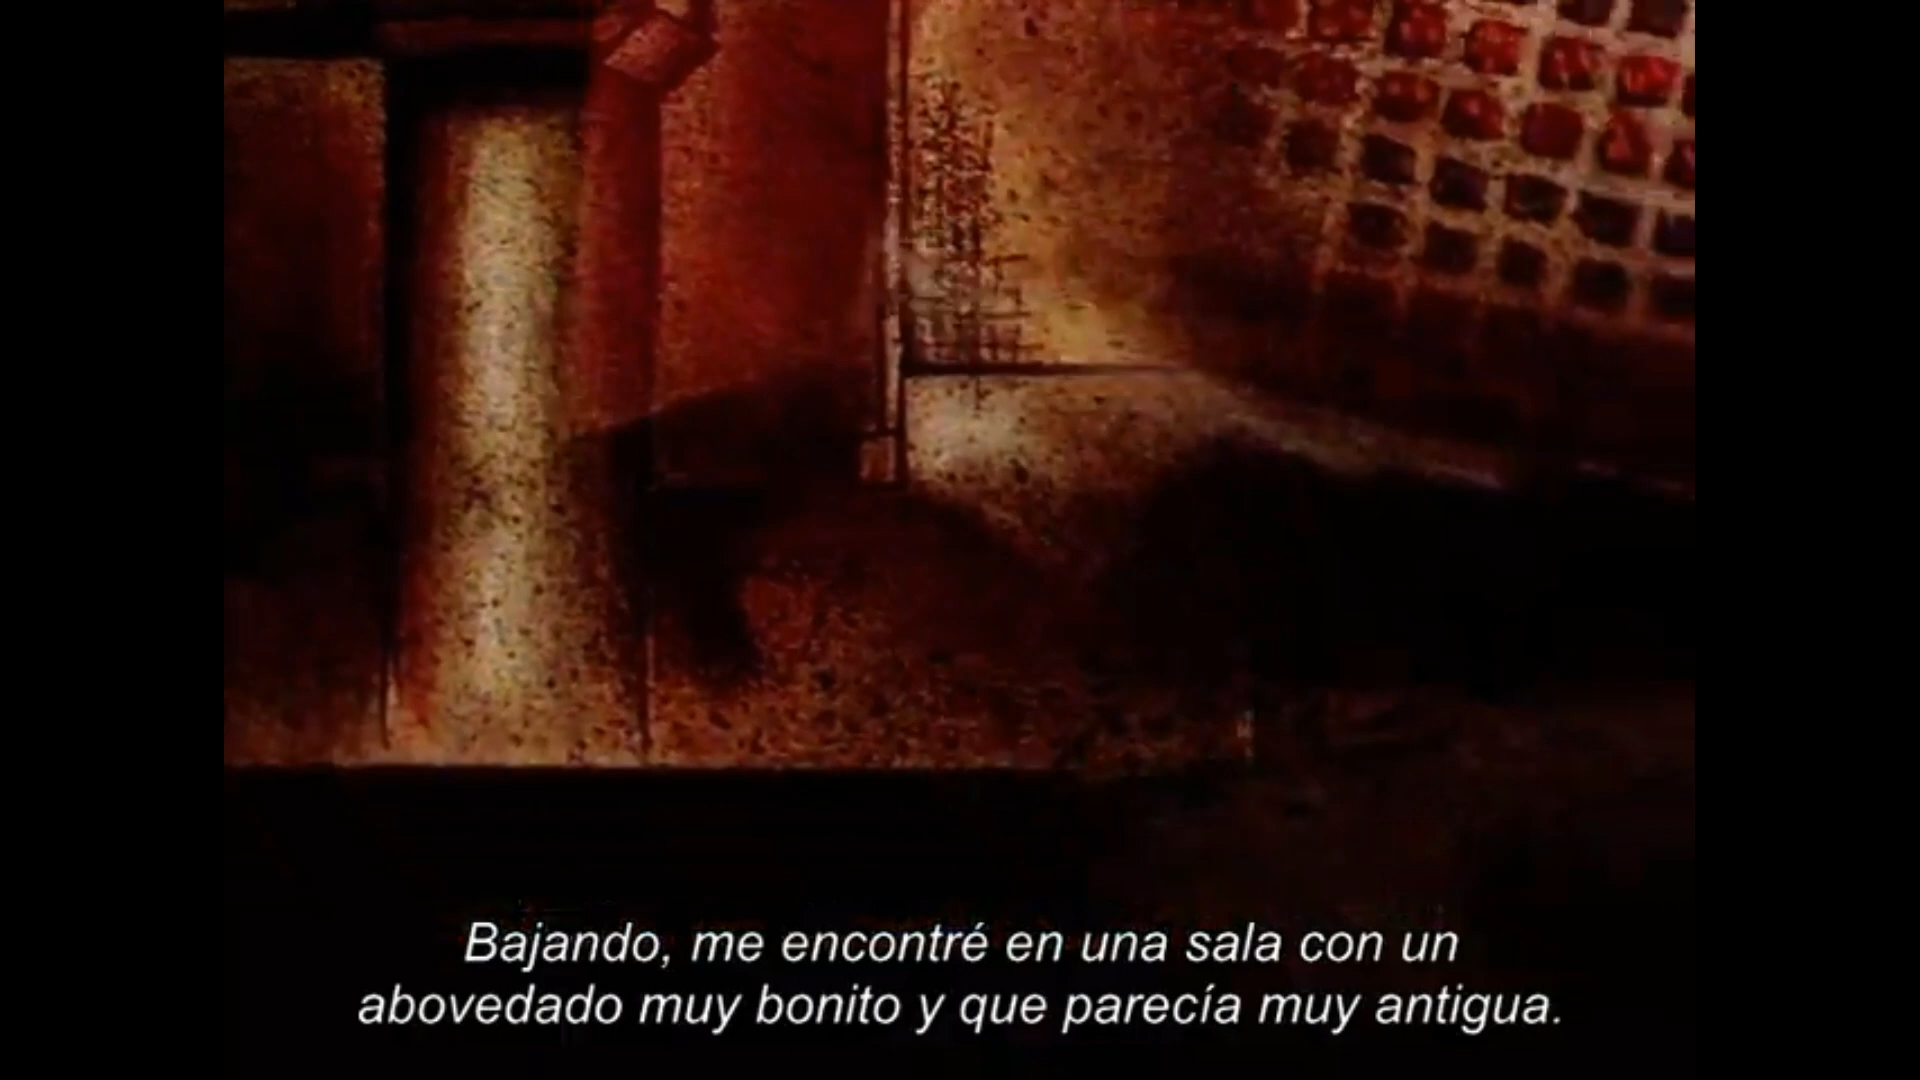 Bajando, me encontré en una sala con un
abovedado muy bonito y que parecía muy antigua.